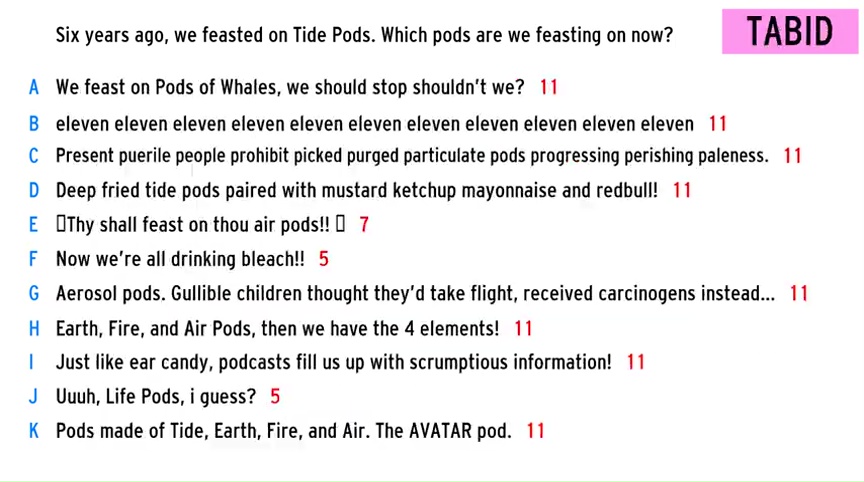 Six years ago, we feasted on Tide Pods. Which pods are we feasting on now?
TABID
A We feast on Pods of Whales, we should stop shouldn't we? 11
B eleven eleven eleven eleven eleven eleven eleven eleven eleven eleven eleven 11
C Present puerile people prohibit picked purged particulate pods progressing perishing paleness. 11
D Deep fried tide pods paired with mustard ketchup mayonnaise and redbull! 11
E Thy shall feast on thou air pods!! 7
F Now we're all drinking bleach!! 5
G Aerosol pods. Gullible children thought they'd take flight, received carcinogens instead... 11
H Earth, Fire, and Air Pods, then we have the 4 elements! 11
I Just like ear candy, podcasts fill us up with scrumptious information! 11
J Uuuh, Life Pods, i guess? 5
K Pods made of Tide, Earth, Fire, and Air. The AVATAR pod. 11